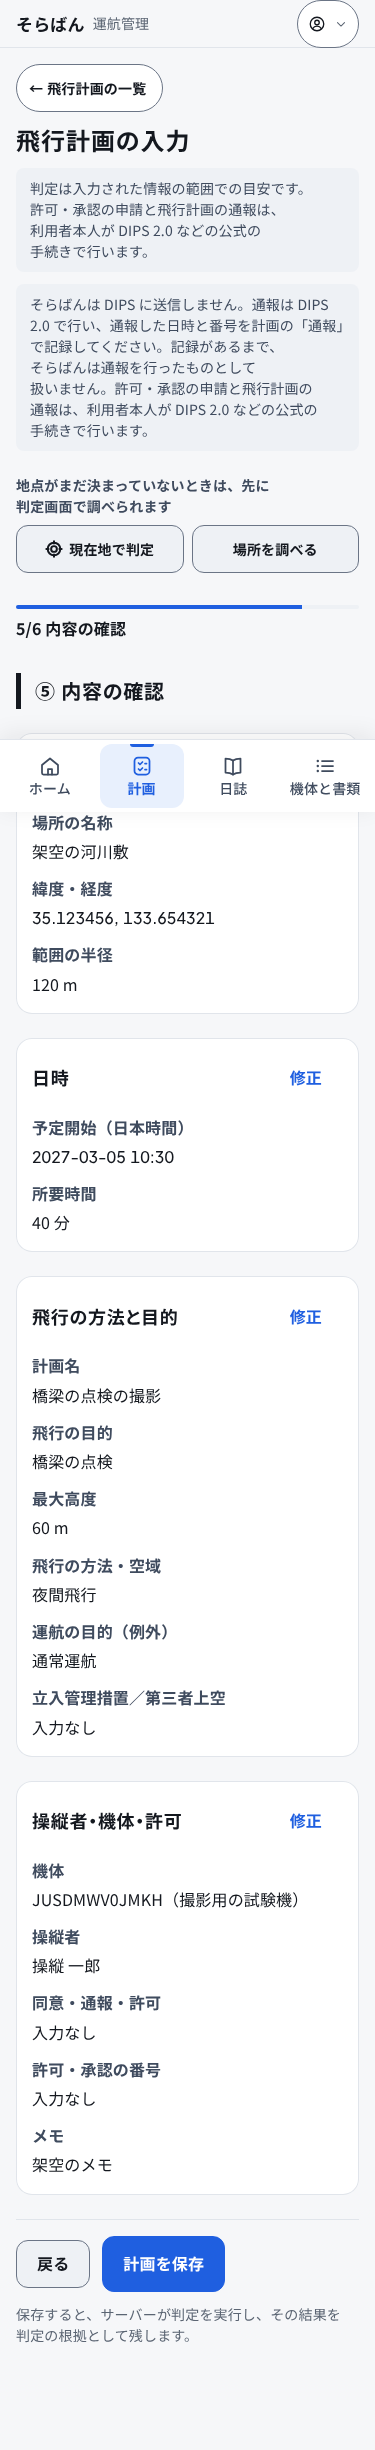 そらばん 運航管理
← 飛行計画の一覧
飛行計画の入力
判定は入力された情報の範囲での目安です。
許可・承認の申請と飛行計画の通報は、
利用者本人が DIPS 2.0 などの公式の
手続きで行います。
そらばんは DIPS に送信しません。通報は DIPS
2.0 で行い、通報した日時と番号を計画の「通報」
で記録してください。記録があるまで、
そらばんは通報を行ったものとして
扱いません。許可・承認の申請と飛行計画の
通報は、利用者本人が DIPS 2.0 などの公式の
手続きで行います。
地点がまだ決まっていないときは、先に
判定画面で調べられます
現在地で判定 場所を調べる
5/6 内容の確認
⑤ 内容の確認
ホーム 計画 日誌 機体と書類
場所の名称
架空の河川敷
緯度・経度
35.123456, 133.654321
範囲の半径
120 m
日時 修正
予定開始（日本時間）
2027-03-05 10:30
所要時間
40 分
飛行の方法と目的 修正
計画名
橋梁の点検の撮影
飛行の目的
橋梁の点検
最大高度
60 m
飛行の方法・空域
夜間飛行
運航の目的（例外）
通常運航
立入管理措置／第三者上空
入力なし
操縦者・機体・許可 修正
機体
JUSDMWV0JMKH（撮影用の試験機）
操縦者
操縦 一郎
同意・通報・許可
入力なし
許可・承認の番号
入力なし
メモ
架空のメモ
戻る 計画を保存
保存すると、サーバーが判定を実行し、その結果を
判定の根拠として残します。